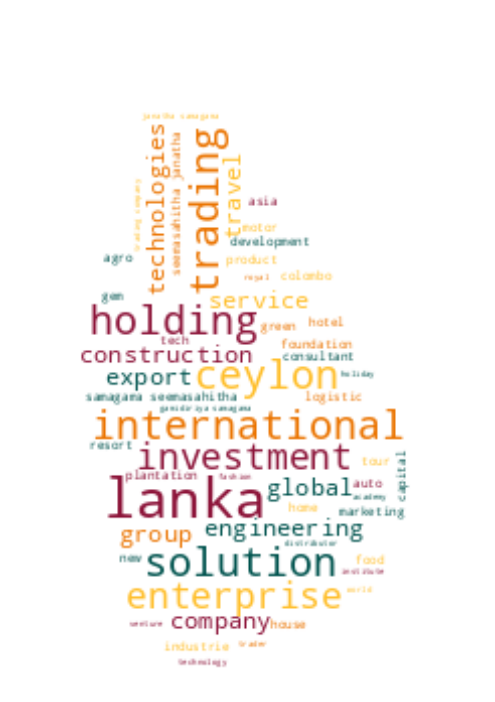 janatha samagama
technologies
seemasahitha janatha
trading
travel
trading company
asia
motor
development
agro
product
royal
colombo
gem
service
holding
green
hotel
tech
foundation
construction
consultant
export
ceylon
holiday
samagama seemasahitha
logistic
gamidiriya samagama
international
resort
investment
tour
plantation
fashion
capital
lanka
global
auto
academy
home
marketing
group
engineering
distributor
new
solution
food
institute
enterprise
world
venture
company
house
industrie
trader
technology